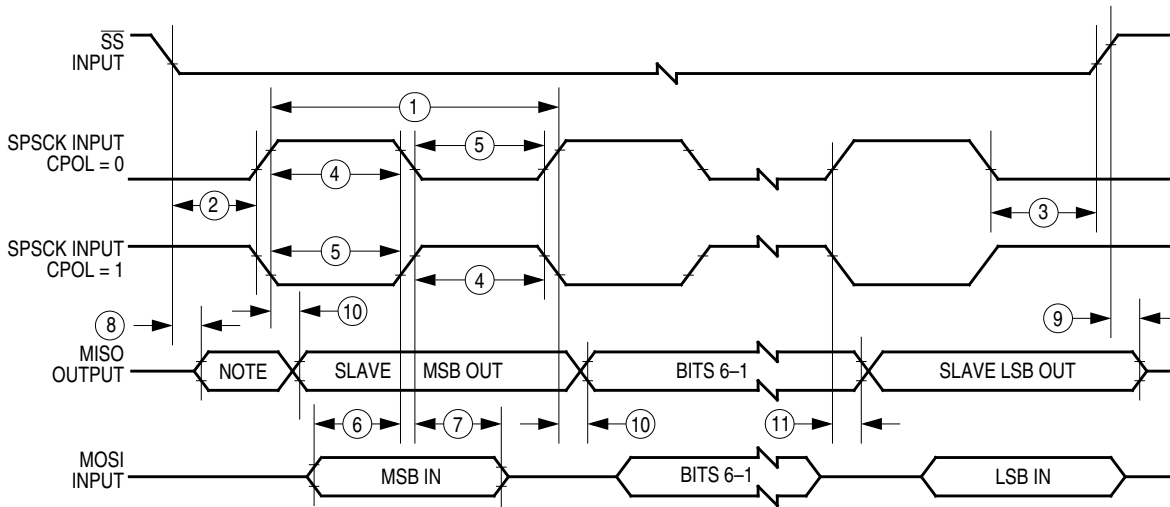 SS
INPUT
1
SPSCK INPUT
CPOL = 0
5
4
2
3
SPSCK INPUT
CPOL = 1
5
4
8
10
9
MISO
OUTPUT
NOTE
SLAVE MSB OUT
BITS 6–1
SLAVE LSB OUT
6
7
10
11
MOSI
INPUT
MSB IN
BITS 6–1
LSB IN